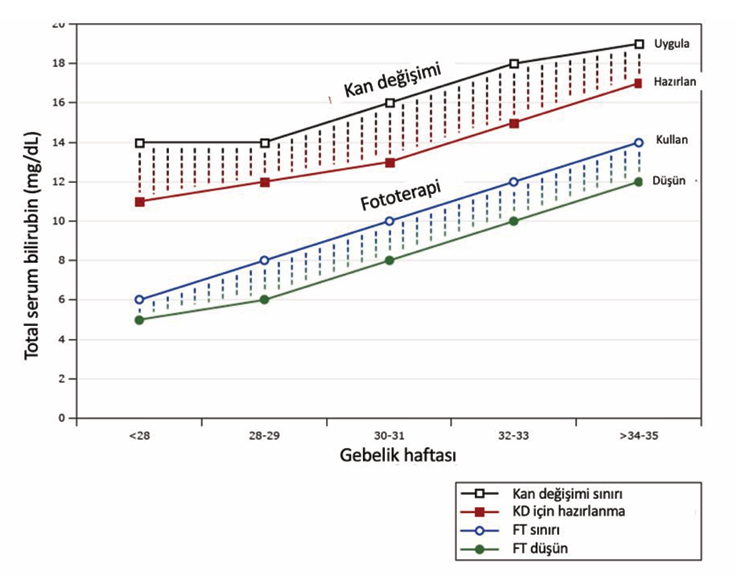 Total serum bilirubin (mg/dL)
20
18
16
14
12
10
8
6
4
2
0
Kan değişimi
Fototerapi
Uygula
Hazırlan
Kullan
Düşün
<28
28-29
30-31
32-33
>34-35
Gebelik haftası
Kan değişimi sınırı
KD için hazırlanma
FT sınırı
FT düşün